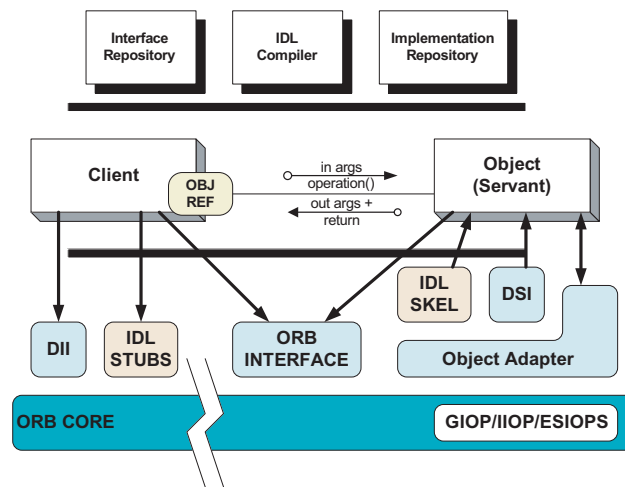 Interface
Repository
IDL
Compiler
Implementation
Repository
Client
OBJ
REF
in args
operation()
out args +
return
Object
(Servant)
DII
IDL
STUBS
ORB
INTERFACE
IDL
SKEL
DSI
Object Adapter
ORB CORE
GIOP/IIOP/ESIOPS